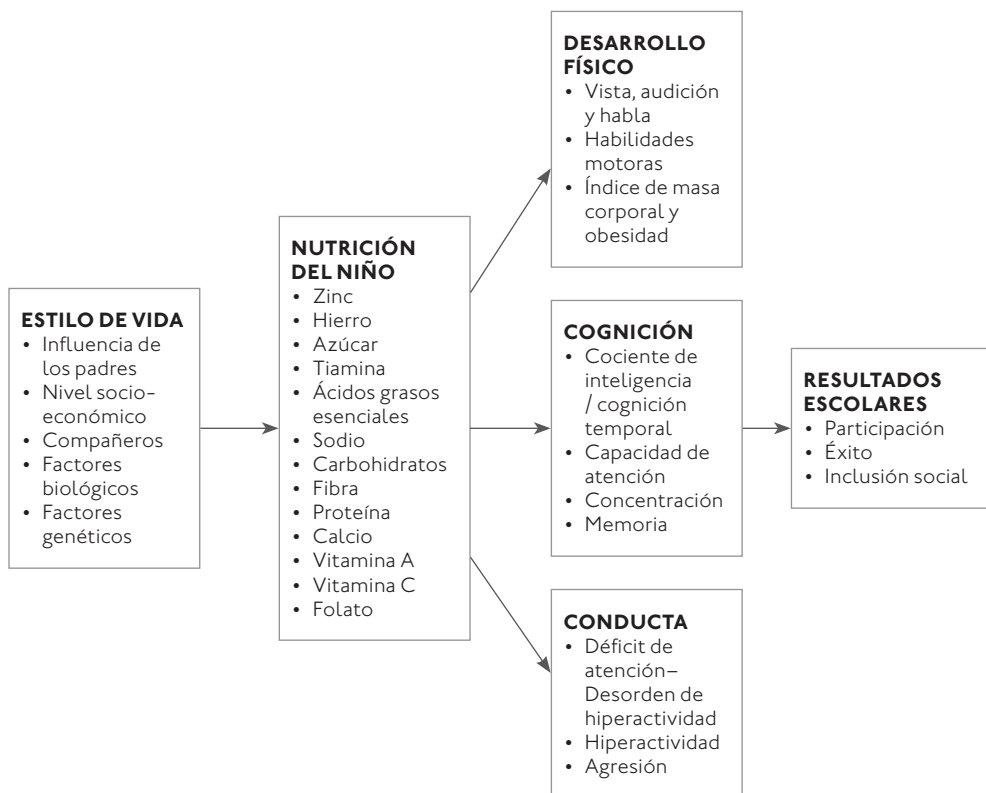 ESTILO DE VIDA
• Influencia de
los padres
• Nivel socio-
económico
• Compañeros
• Factores
biológicos
• Factores
genéticos
NUTRICIÓN
DEL NIÑO
• Zinc
• Hierro
• Azúcar
• Tiamina
• Ácidos grasos
esenciales
• Sodio
• Carbohidratos
• Fibra
• Proteína
• Calcio
• Vitamina A
• Vitamina C
• Folato
DESARROLLO
FÍSICO
• Vista, audición
y habla
• Habilidades
motoras
• Índice de masa
corporal y
obesidad
COGNICIÓN
• Cociente de
inteligencia
/ cognición
temporal
• Capacidad de
atención
• Concentración
• Memoria
CONDUCTA
• Déficit de
atención–
Desorden de
hiperactividad
• Hiperactividad
• Agresión
RESULTADOS
ESCOLARES
• Participación
• Éxito
• Inclusión social